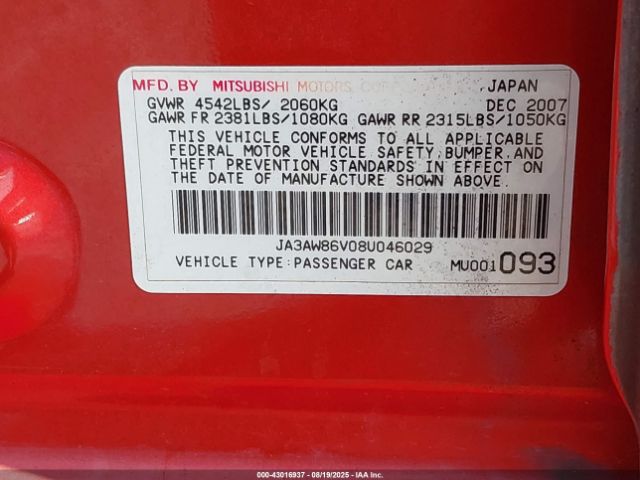 MFD. BY MITSUBISHI MOTORS CORPORATION JAPAN
GVWR 4542LBS/ 2060KG DEC 2007
GAWR FR 2381LBS/1080KG GAWR RR 2315LBS/1050KG
THIS VEHICLE CONFORMS TO ALL APPLICABLE
FEDERAL MOTOR VEHICLE SAFETY, BUMPER, AND
THEFT PREVENTION STANDARDS IN EFFECT ON
THE DATE OF MANUFACTURE SHOWN ABOVE.
JA3AW86V08U046029
VEHICLE TYPE:PASSENGER CAR MU001093
000-43016937 - 08/19/2025 - IAA Inc.